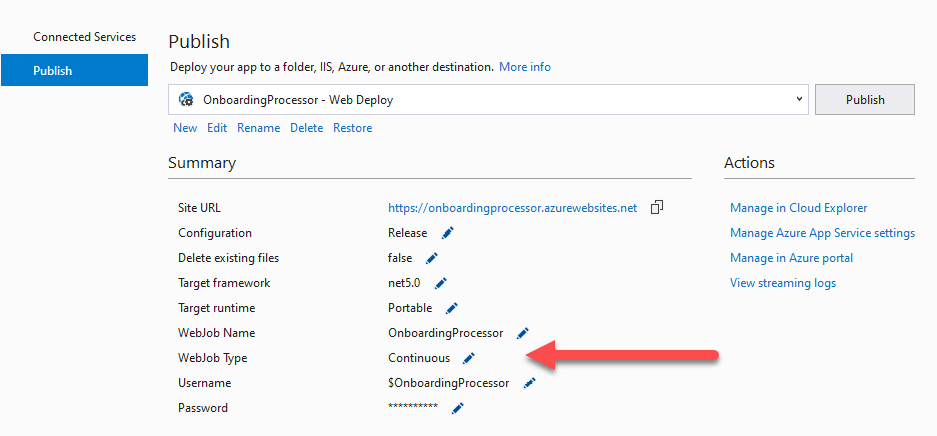 Connected Services
Publish
Publish
Deploy your app to a folder, IIS, Azure, or another destination. More info
OnboardingProcessor - Web Deploy
Publish
New Edit Rename Delete Restore
Summary
Site URL https://onboardingprocessor.azurewebsites.net
Configuration Release
Delete existing files false
Target framework net5.0
Target runtime Portable
WebJob Name OnboardingProcessor
WebJob Type Continuous
Username $OnboardingProcessor
Password **********
Actions
Manage in Cloud Explorer
Manage Azure App Service settings
Manage in Azure portal
View streaming logs